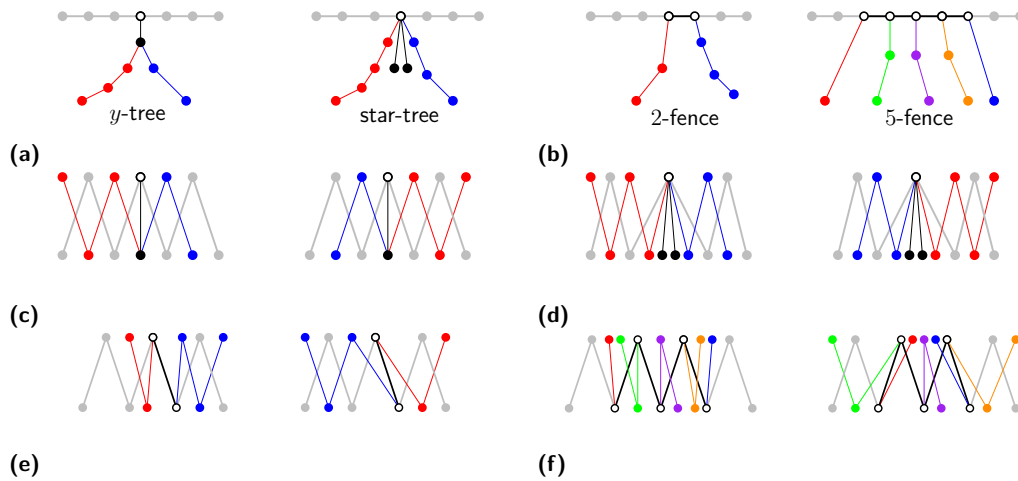 y-tree star-tree 2-fence 5-fence
(a) (b)
(c) (d)
(e) (f)